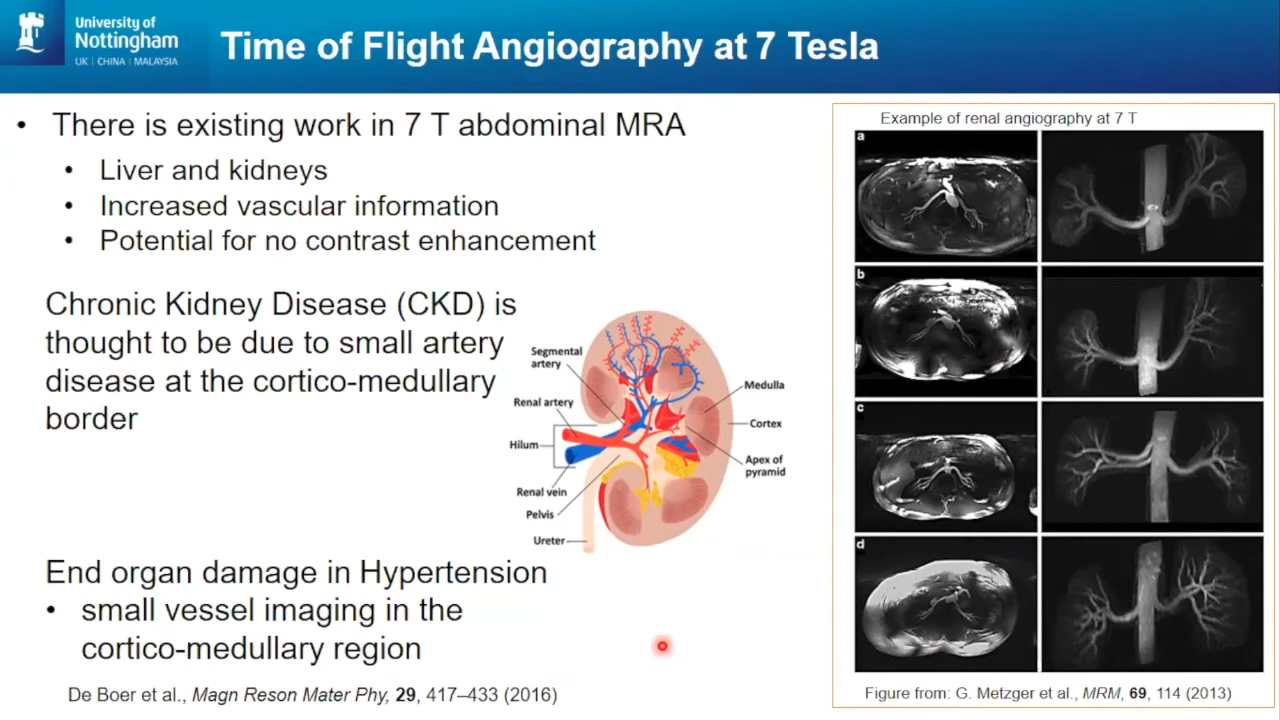 University of
Nottingham
UK | CHINA | MALAYSIA
Time of Flight Angiography at 7 Tesla
• There is existing work in 7 T abdominal MRA
• Liver and kidneys
• Increased vascular information
• Potential for no contrast enhancement
Chronic Kidney Disease (CKD) is
thought to be due to small artery
disease at the cortico-medullary
border
Segmental
artery
Renal artery
Hilum
Renal vein
Pelvis
Ureter
Medulla
Cortex
Apex of
pyramid
End organ damage in Hypertension
• small vessel imaging in the
cortico-medullary region
De Boer et al., Magn Reson Mater Phy, 29, 417–433 (2016)
Example of renal angiography at 7 T
a
b
c
d
Figure from: G. Metzger et al., MRM, 69, 114 (2013)